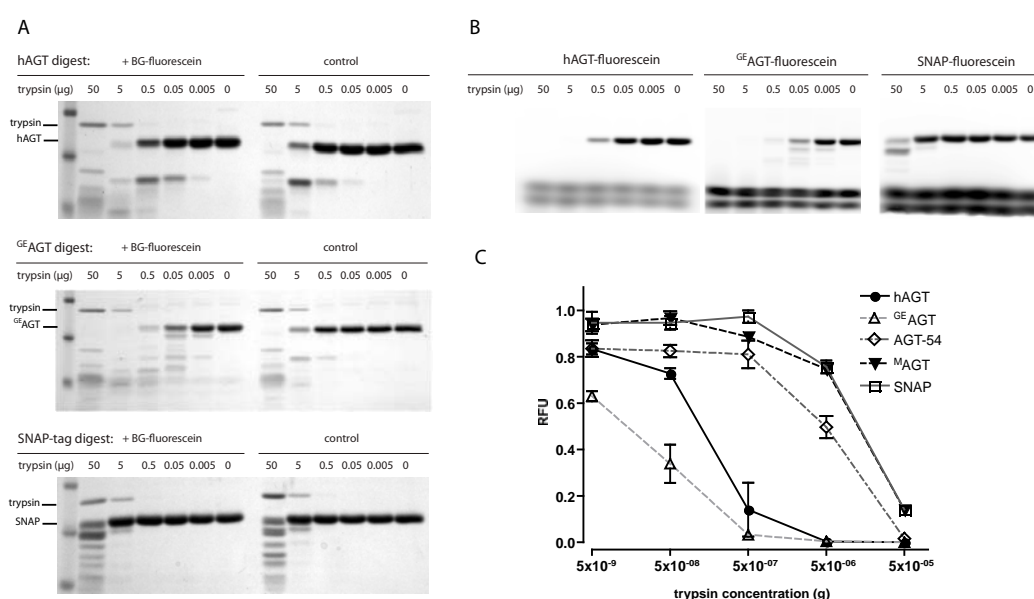 A
hAGT digest: + BG-fluorescein control
trypsin (µg) 50 5 0.5 0.05 0.005 0 50 5 0.5 0.05 0.005 0
trypsin
hAGT
GEAGT digest: + BG-fluorescein control
trypsin (µg) 50 5 0.5 0.05 0.005 0 50 5 0.5 0.05 0.005 0
trypsin
GEAGT
SNAP-tag digest: + BG-fluorescein control
trypsin (µg) 50 5 0.5 0.05 0.005 0 50 5 0.5 0.05 0.005 0
trypsin
SNAP
B
hAGT-fluorescein GEAGT-fluorescein SNAP-fluorescein
trypsin (µg) 50 5 0.5 0.05 0.005 0 50 5 0.5 0.05 0.005 0 50 5 0.5 0.05 0.005 0
C
hAGT
GEAGT
AGT-54
MAGT
SNAP
RFU
1.0
0.8
0.6
0.4
0.2
0.0
5x10-9 5x10-08 5x10-07 5x10-06 5x10-05
trypsin concentration (g)